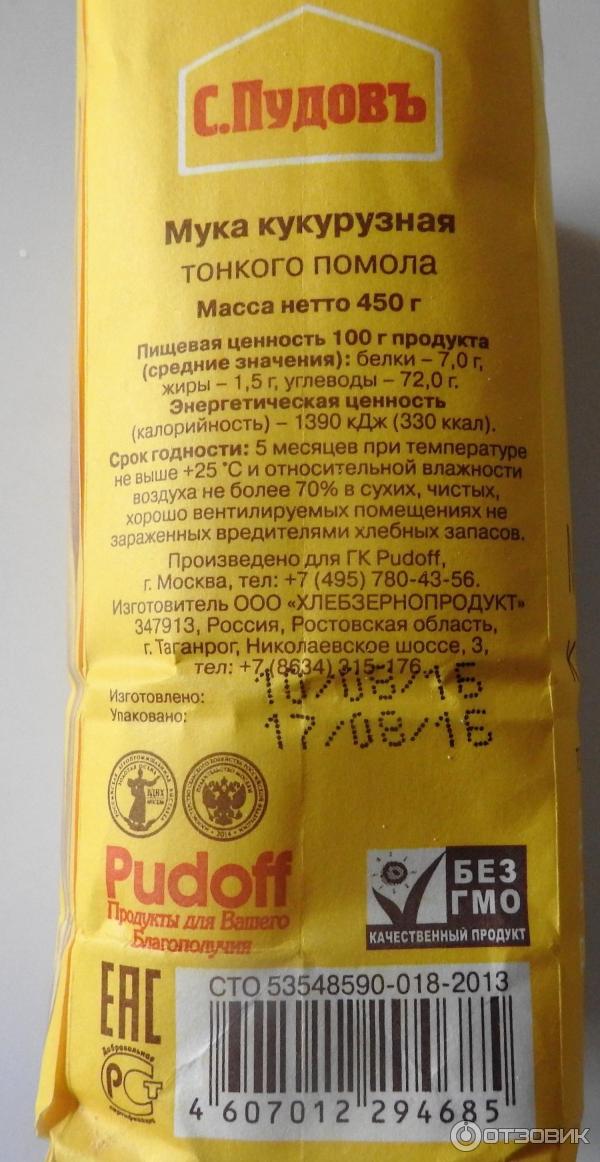 С.ПУДОВЪ
Мука кукурузная
ТОНКОГО ПОМОЛА
Масса нетто 450 г
Пищевая ценность 100 г продукта
(средние значения): белки – 7,0 г,
жиры – 1,5 г, углеводы – 72,0 г.
Энергетическая ценность
(калорийность) – 1390 кДж (330 ккал).
Срок годности: 5 месяцев при температуре
не выше +25 °С и относительной влажности
воздуха не более 70% в сухих, чистых,
хорошо вентилируемых помещениях не
зараженных вредителями хлебных запасов.
Произведено для ГК Pudoff,
г. Москва, тел: +7 (495) 780-43-56.
Изготовитель ООО «ХЛЕБЗЕРНОПРОДУКТ»
347913, Россия, Ростовская область,
г. Таганрог, Николаевское шоссе, 3,
тел: +7 (8634) 315-176
Изготовлено: 16/08/16
Упаковано: 17/08/16
Pudoff
Продукты для Вашего
Благополучия
БЕЗ
ГМО
КАЧЕСТВЕННЫЙ ПРОДУКТ
ЕАС
СТО 53548590-018-2013
Добровольная
РСТ
сертификация
4 607012 294685
ОТЗОВИК